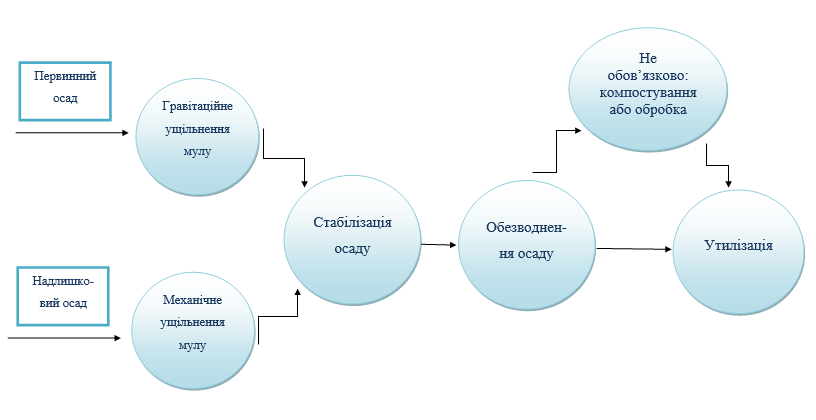 Первинний
осад
Гравітаційне
ущільнення
мулу
Не
обов’язково:
компостування
або обробка
Стабілізація
осаду
Обезводнен-
ня осаду
Утилізація
Надлишко-
вий осад
Механічне
ущільнення
мулу